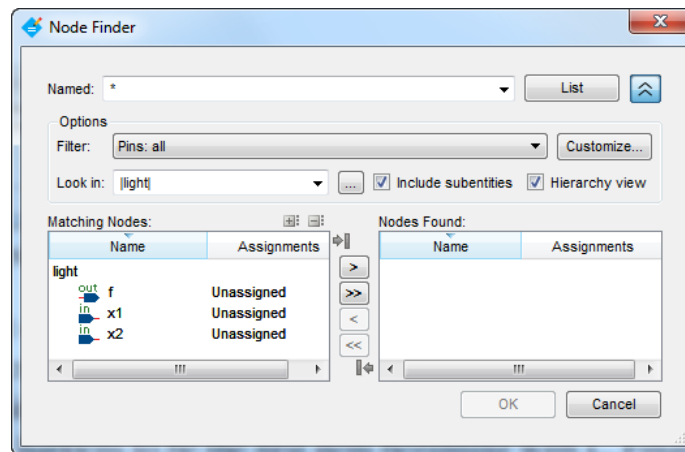 Node Finder
Named: * List
Options
Filter: Pins: all Customize...
Look in: |light| ... Include subentities Hierarchy view
Matching Nodes: Nodes Found:
Name Assignments Name Assignments
light
out f Unassigned
in x1 Unassigned
in x2 Unassigned
>
>>
<
<<
OK Cancel